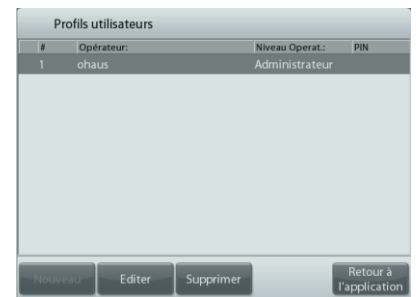 Profils utilisateurs
# Opérateur: Niveau Operat.: PIN
1 ohaus Administrateur
Nouveau Editer Supprimer Retour à
l'application